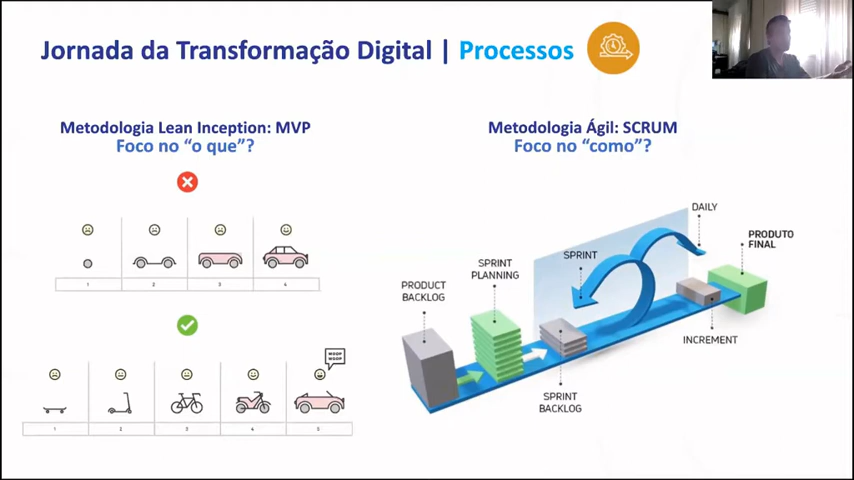 Jornada da Transformação Digital | Processos
Metodologia Lean Inception: MVP
Foco no “o que”?
1
2
3
4
WOOP
WOOP
1
2
3
4
5
Metodologia Ágil: SCRUM
Foco no “como”?
DAILY
PRODUTO
FINAL
SPRINT
SPRINT
PLANNING
PRODUCT
BACKLOG
INCREMENT
SPRINT
BACKLOG